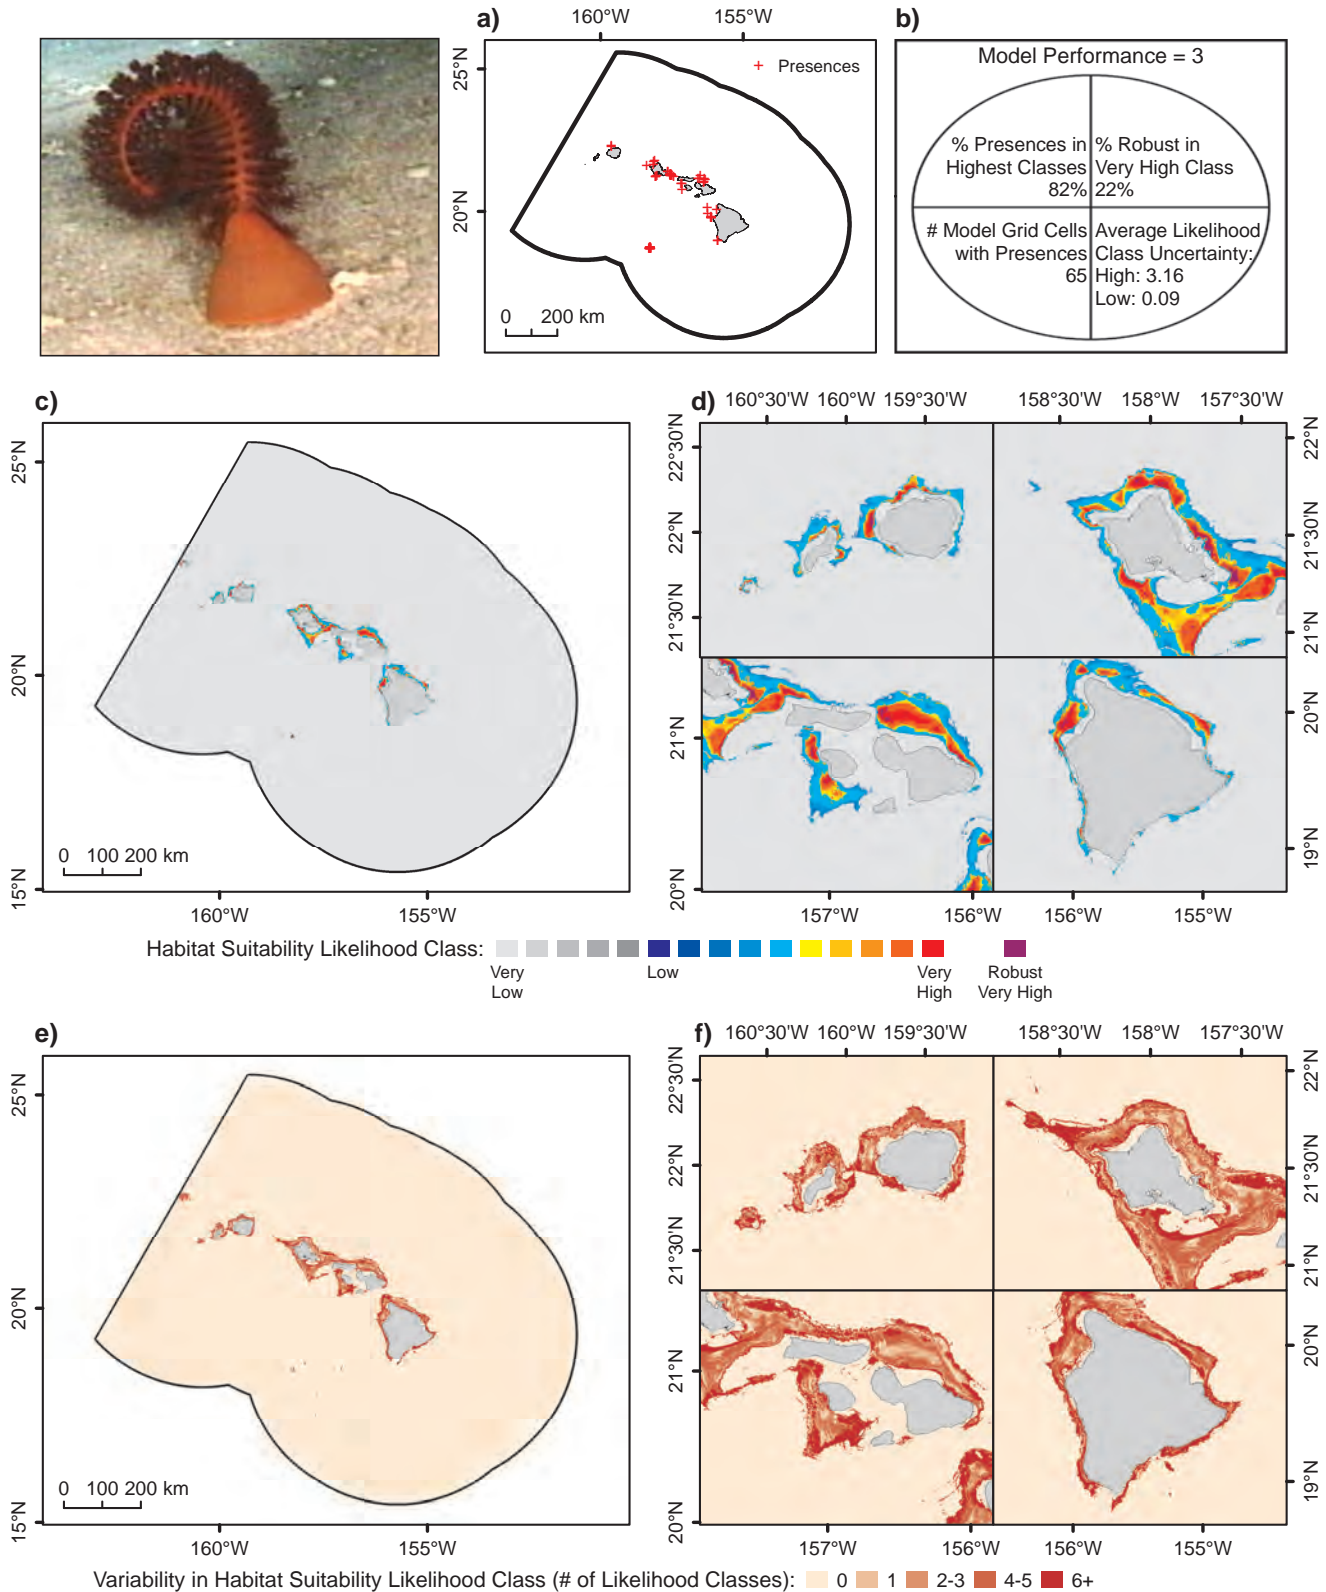 a)
160°W 155°W
25°N
20°N
+ Presences
0 200 km
b)
Model Performance = 3
% Presences in
Highest Classes
82%
% Robust in
Very High Class
22%
# Model Grid Cells
with Presences
65
Average Likelihood
Class Uncertainty:
High: 3.16
Low: 0.09
c)
25°N
20°N
15°N
0 100 200 km
160°W 155°W
d)
160°30'W 160°W 159°30'W 158°30'W 158°W 157°30'W
22°30'N
22°N
21°30'N
21°N
20°N
22°N
21°30'N
21°N
20°N
19°N
157°W 156°W 156°W 155°W
Habitat Suitability Likelihood Class:
Very
Low
Low
Very
High
Robust
Very High
e)
25°N
20°N
15°N
0 100 200 km
160°W 155°W
f)
160°30'W 160°W 159°30'W 158°30'W 158°W 157°30'W
22°30'N
22°N
21°30'N
21°N
20°N
22°N
21°30'N
21°N
20°N
19°N
157°W 156°W 156°W 155°W
Variability in Habitat Suitability Likelihood Class (# of Likelihood Classes): 0 1 2-3 4-5 6+